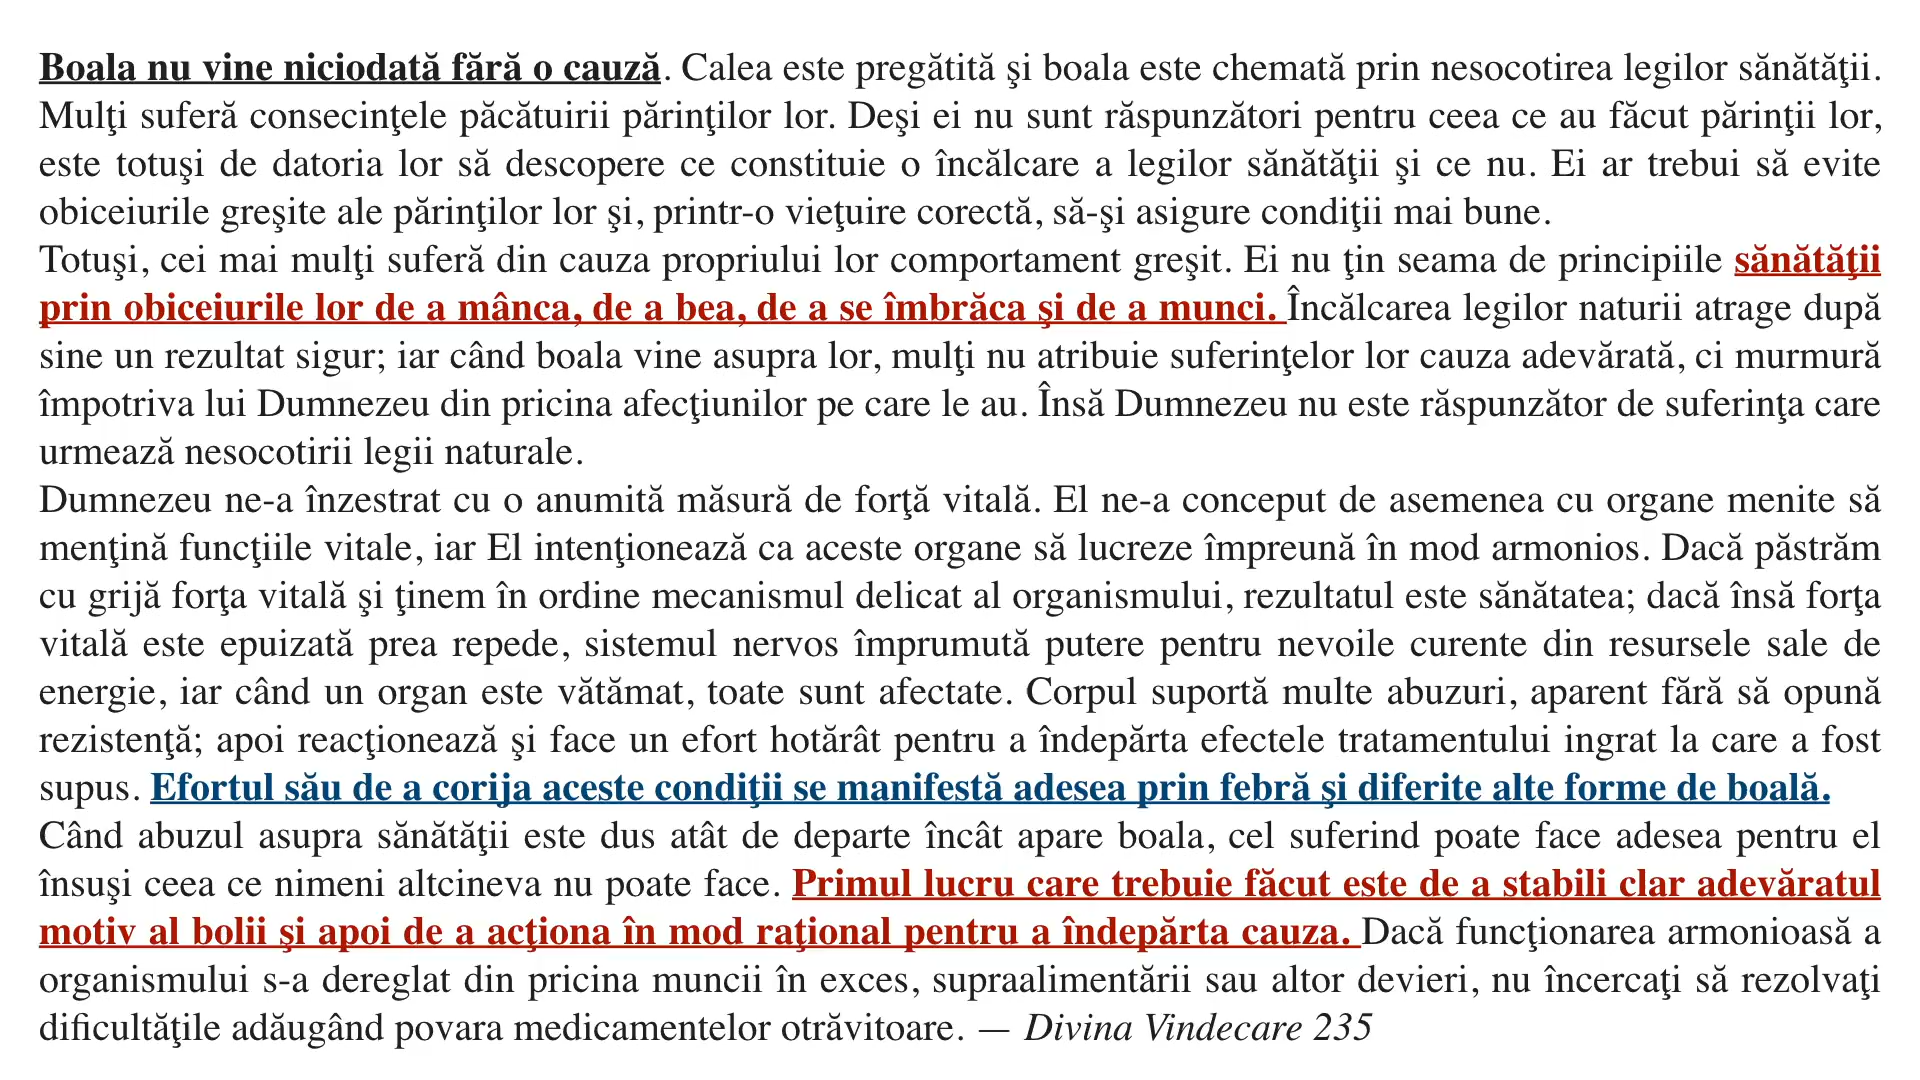 Boala nu vine niciodată fără o cauză. Calea este pregătită şi boala este chemată prin nesocotirea legilor sănătăţii.
Mulţi suferă consecinţele păcătuirii părinţilor lor. Deşi ei nu sunt răspunzători pentru ceea ce au făcut părinţii lor,
este totuşi de datoria lor să descopere ce constituie o încălcare a legilor sănătăţii şi ce nu. Ei ar trebui să evite
obiceiurile greşite ale părinţilor lor şi, printr-o vieţuire corectă, să-şi asigure condiţii mai bune.
Totuşi, cei mai mulţi suferă din cauza propriului lor comportament greşit. Ei nu ţin seama de principiile sănătăţii
prin obiceiurile lor de a mânca, de a bea, de a se îmbrăca şi de a munci. Încălcarea legilor naturii atrage după
sine un rezultat sigur; iar când boala vine asupra lor, mulţi nu atribuie suferinţelor lor cauza adevărată, ci murmură
împotriva lui Dumnezeu din pricina afecţiunilor pe care le au. Însă Dumnezeu nu este răspunzător de suferinţa care
urmează nesocotirii legii naturale.
Dumnezeu ne-a înzestrat cu o anumită măsură de forţă vitală. El ne-a conceput de asemenea cu organe menite să
menţină funcţiile vitale, iar El intenţionează ca aceste organe să lucreze împreună în mod armonios. Dacă păstrăm
cu grijă forţa vitală şi ţinem în ordine mecanismul delicat al organismului, rezultatul este sănătatea; dacă însă forţa
vitală este epuizată prea repede, sistemul nervos împrumută putere pentru nevoile curente din resursele sale de
energie, iar când un organ este vătămat, toate sunt afectate. Corpul suportă multe abuzuri, aparent fără să opună
rezistenţă; apoi reacţionează şi face un efort hotărât pentru a îndepărta efectele tratamentului ingrat la care a fost
supus. Efortul său de a corija aceste condiţii se manifestă adesea prin febră şi diferite alte forme de boală.
Când abuzul asupra sănătăţii este dus atât de departe încât apare boala, cel suferind poate face adesea pentru el
însuşi ceea ce nimeni altcineva nu poate face. Primul lucru care trebuie făcut este de a stabili clar adevăratul
motiv al bolii şi apoi de a acţiona în mod raţional pentru a îndepărta cauza. Dacă funcţionarea armonioasă a
organismului s-a dereglat din pricina muncii în exces, supraalimentării sau altor devieri, nu încercaţi să rezolvaţi
dificultăţile adăugând povara medicamentelor otrăvitoare. — Divina Vindecare 235